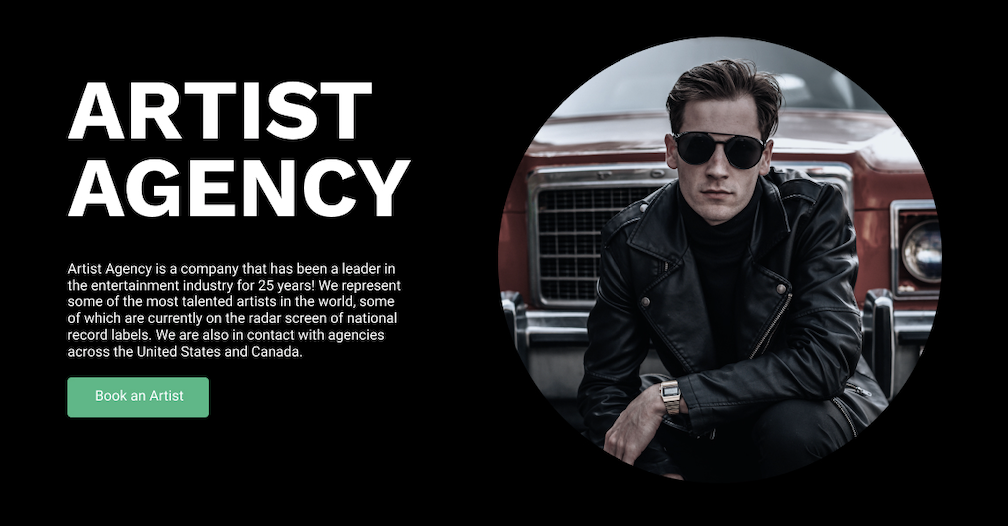 ARTIST
AGENCY
Artist Agency is a company that has been a leader in
the entertainment industry for 25 years! We represent
some of the most talented artists in the world, some
of which are currently on the radar screen of national
record labels. We are also in contact with agencies
across the United States and Canada.
Book an Artist